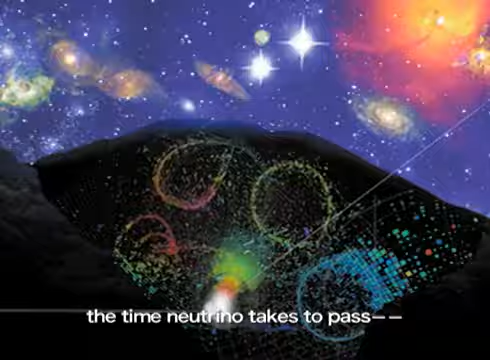 the time neutrino takes to pass——